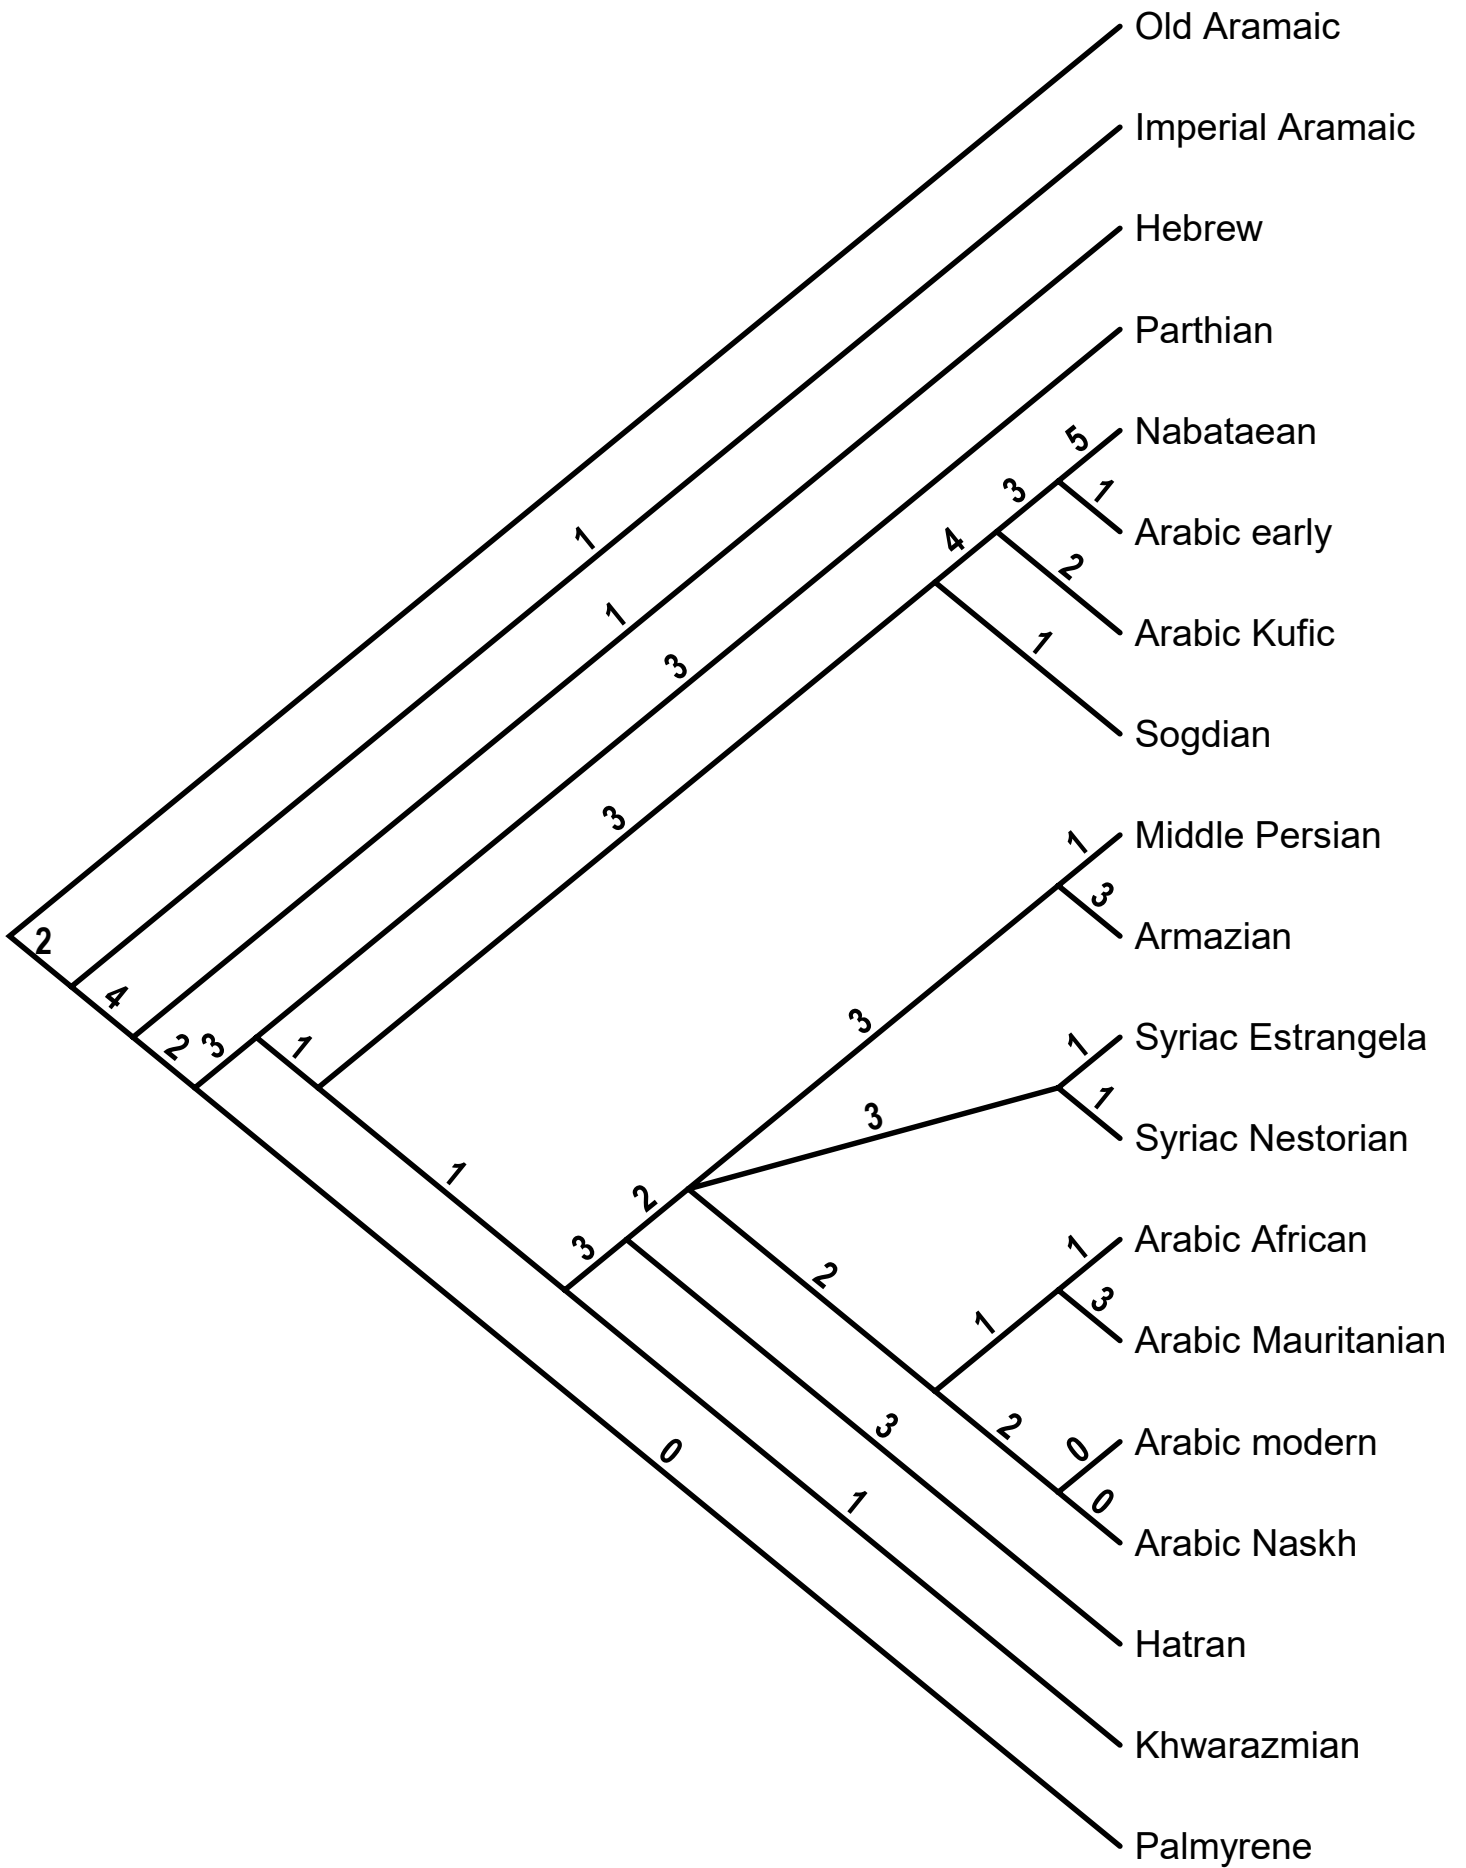 Old Aramaic
Imperial Aramaic
Hebrew
Parthian
5 Nabataean
3 1
1 4 Arabic early
2
1 Arabic Kufic
3 1
Sogdian
3 1 Middle Persian
3
2 Armazian
4 3
2 3 1 1 Syriac Estrangela
3 1
1 Syriac Nestorian
2
3 2 1 Arabic African
1 3
Arabic Mauritanian
3 2 0 Arabic modern
0 1 0
Arabic Naskh
Hatran
Khwarazmian
Palmyrene